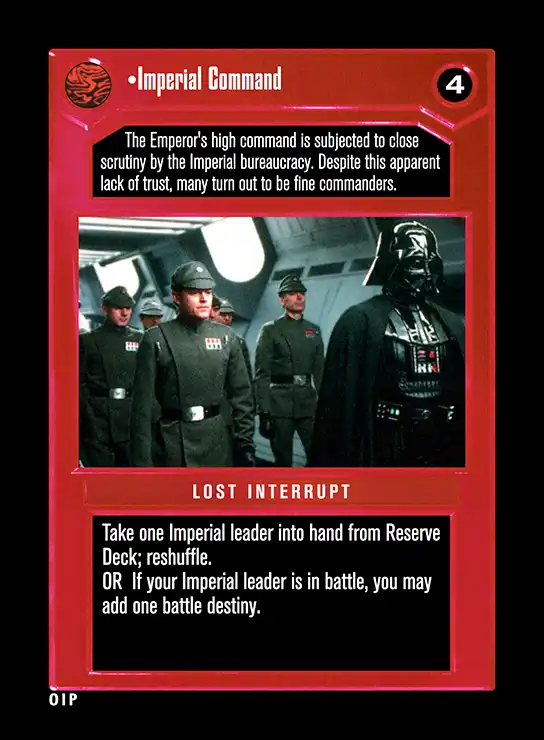 •Imperial Command
4
The Emperor's high command is subjected to close
scrutiny by the Imperial bureaucracy. Despite this apparent
lack of trust, many turn out to be fine commanders.
LOST INTERRUPT
Take one Imperial leader into hand from Reserve
Deck; reshuffle.
OR If your Imperial leader is in battle, you may
add one battle destiny.
OIP